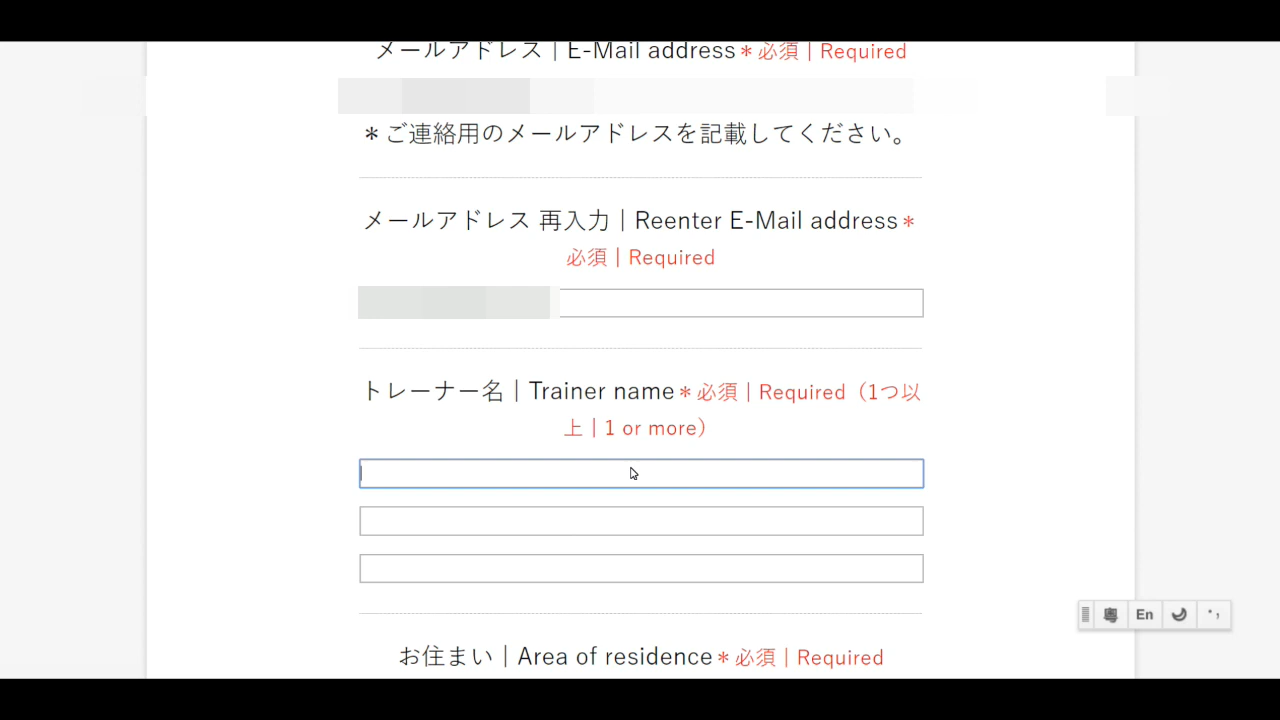 メールアドレス | E-Mail address＊必須 | Required
＊ご連絡用のメールアドレスを記載してください。
メールアドレス 再入力 | Reenter E-Mail address＊
必須 | Required
トレーナー名 | Trainer name＊必須 | Required（1つ以
上 | 1 or more）
粵 En
お住まい | Area of residence＊必須 | Required